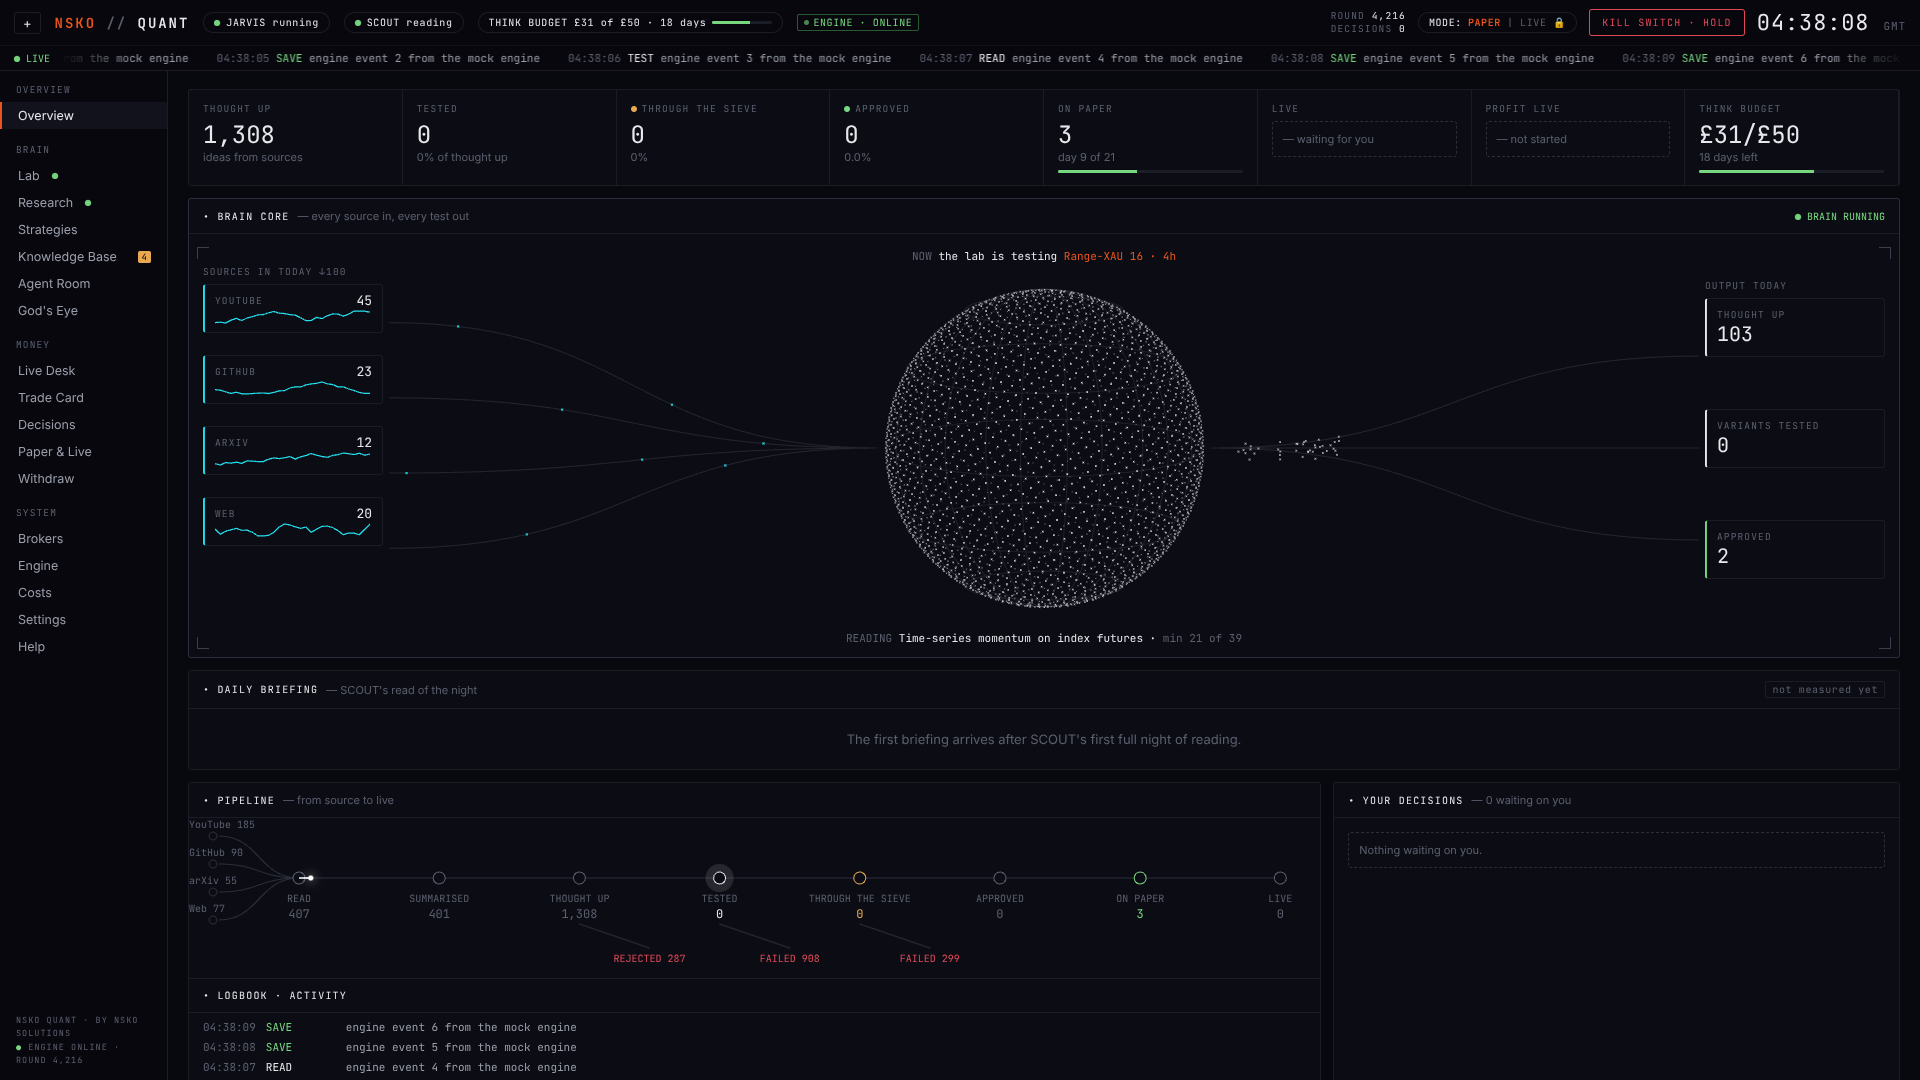 + NSKO // QUANT JARVIS running SCOUT reading THINK BUDGET £31 of £50 · 18 days ENGINE · ONLINE
ROUND 4,216
DECISIONS 0
MODE: PAPER | LIVE KILL SWITCH · HOLD 04:38:08 GMT
LIVE from the mock engine 04:38:05 SAVE engine event 2 from the mock engine 04:38:06 TEST engine event 3 from the mock engine 04:38:07 READ engine event 4 from the mock engine 04:38:08 SAVE engine event 5 from the mock engine 04:38:09 SAVE engine event 6 from the mock
OVERVIEW
Overview
BRAIN
Lab
Research
Strategies
Knowledge Base 4
Agent Room
God's Eye
MONEY
Live Desk
Trade Card
Decisions
Paper & Live
Withdraw
SYSTEM
Brokers
Engine
Costs
Settings
Help
NSKO QUANT · BY NSKO
SOLUTIONS
ENGINE ONLINE ·
ROUND 4,216
THOUGHT UP
1,308
ideas from sources
TESTED
0
0% of thought up
THROUGH THE SIEVE
0
0%
APPROVED
0
0.0%
ON PAPER
3
day 9 of 21
LIVE
— waiting for you
PROFIT LIVE
— not started
THINK BUDGET
£31/£50
18 days left
• BRAIN CORE — every source in, every test out
BRAIN RUNNING
NOW the lab is testing Range-XAU 16 · 4h
SOURCES IN TODAY ↓100
YOUTUBE 45
GITHUB 23
ARXIV 12
WEB 20
OUTPUT TODAY
THOUGHT UP
103
VARIANTS TESTED
0
APPROVED
2
READING Time-series momentum on index futures · min 21 of 39
• DAILY BRIEFING — SCOUT's read of the night
not measured yet
The first briefing arrives after SCOUT's first full night of reading.
• PIPELINE — from source to live
YouTube 185
GitHub 90
arXiv 55
Web 77
READ
407
SUMMARISED
401
THOUGHT UP
1,308
TESTED
0
THROUGH THE SIEVE
0
APPROVED
0
ON PAPER
3
LIVE
0
REJECTED 287
FAILED 908
FAILED 299
• YOUR DECISIONS — 0 waiting on you
Nothing waiting on you.
• LOGBOOK · ACTIVITY
04:38:09 SAVE engine event 6 from the mock engine
04:38:08 SAVE engine event 5 from the mock engine
04:38:07 READ engine event 4 from the mock engine